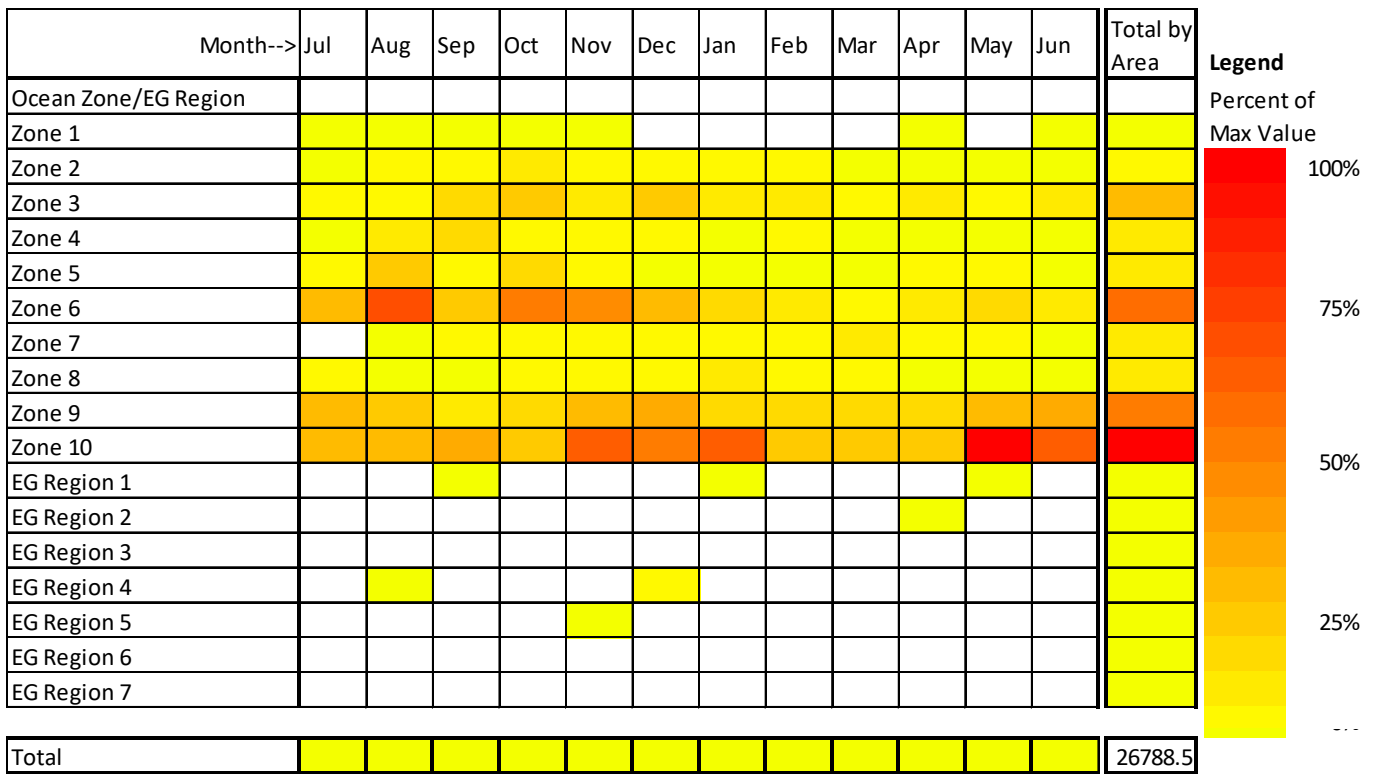 Month--> Jul Aug Sep Oct Nov Dec Jan Feb Mar Apr May Jun Total by
Area
Legend
Ocean Zone/EG Region
Percent of
Zone 1
Max Value
Zone 2
100%
Zone 3
Zone 4
Zone 5
Zone 6
75%
Zone 7
Zone 8
Zone 9
Zone 10
50%
EG Region 1
EG Region 2
EG Region 3
EG Region 4
EG Region 5
25%
EG Region 6
EG Region 7
Total 26788.5